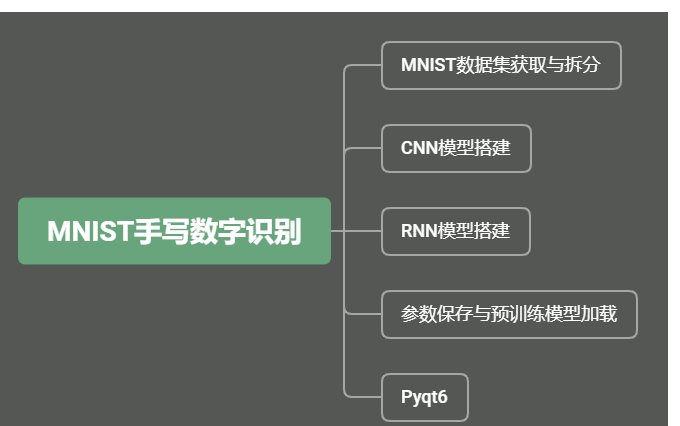 MNIST手写数字识别
MNIST数据集获取与拆分
CNN模型搭建
RNN模型搭建
参数保存与预训练模型加载
Pyqt6